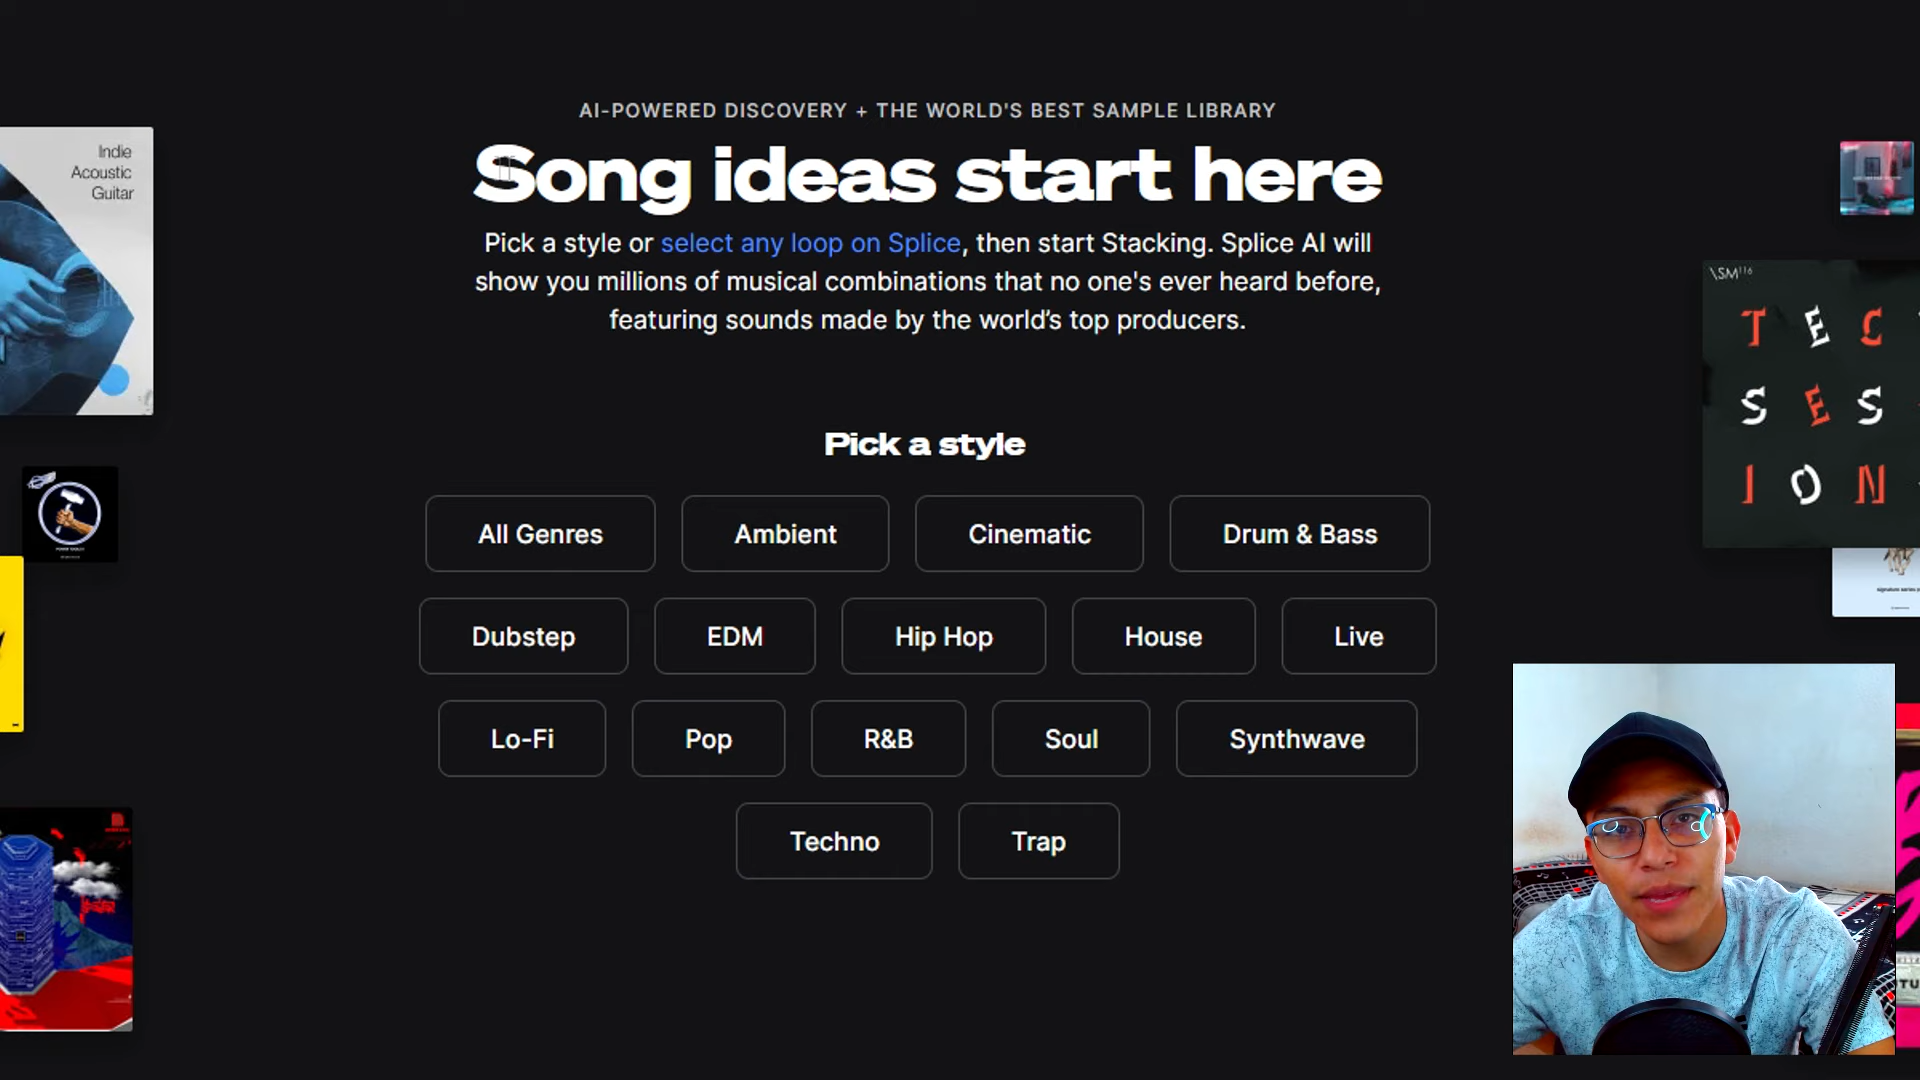 AI-POWERED DISCOVERY + THE WORLD'S BEST SAMPLE LIBRARY
Song ideas start here
Pick a style or select any loop on Splice, then start Stacking. Splice AI will
show you millions of musical combinations that no one's ever heard before,
featuring sounds made by the world’s top producers.
Indie
Acoustic
Guitar
\SM116
T E C
S E S
I O N
Pick a style
All Genres
Ambient
Cinematic
Drum & Bass
Dubstep
EDM
Hip Hop
House
Live
Lo-Fi
Pop
R&B
Soul
Synthwave
Techno
Trap